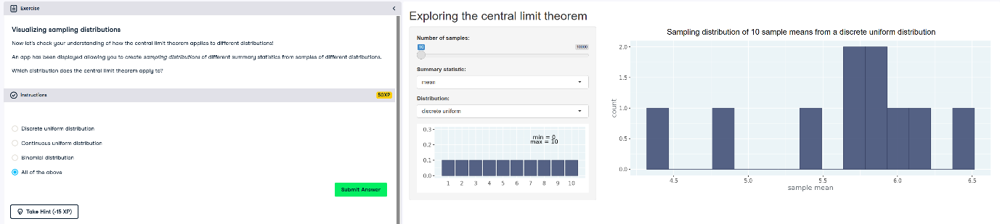 Exercise
Visualizing sampling distributions
Now let's check your understanding of how the central limit theorem applies to different distributions!
An app has been displayed allowing you to create sampling distributions of different summary statistics from samples of different distributions.
Which distribution does the central limit theorem apply to?
Instructions
50XP
Discrete uniform distribution
Continuous uniform distribution
Binomial distribution
All of the above
Submit Answer
Take Hint (-15 XP)
Exploring the central limit theorem
Number of samples:
10
10000
Summary statistic:
mean
Distribution:
discrete uniform
0.3
0.2
0.1
0.0
min = 0
max = 10
1 2 3 4 5 6 7 8 9 10
Sampling distribution of 10 sample means from a discrete uniform distribution
2.0
1.5
1.0
0.5
0.0
count
4.5 5.0 5.5 6.0 6.5
sample mean